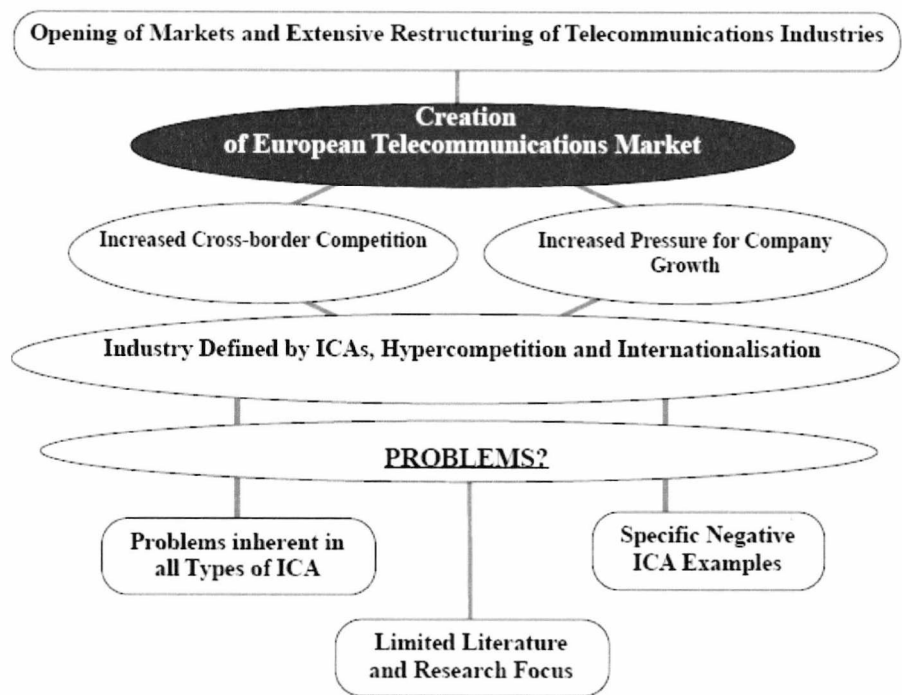 Opening of Markets and Extensive Restructuring of Telecommunications Industries
Creation
of European Telecommunications Market
Increased Cross-border Competition
Increased Pressure for Company
Growth
Industry Defined by ICAs, Hypercompetition and Internationalisation
PROBLEMS?
Problems inherent in
all Types of ICA
Specific Negative
ICA Examples
Limited Literature
and Research Focus